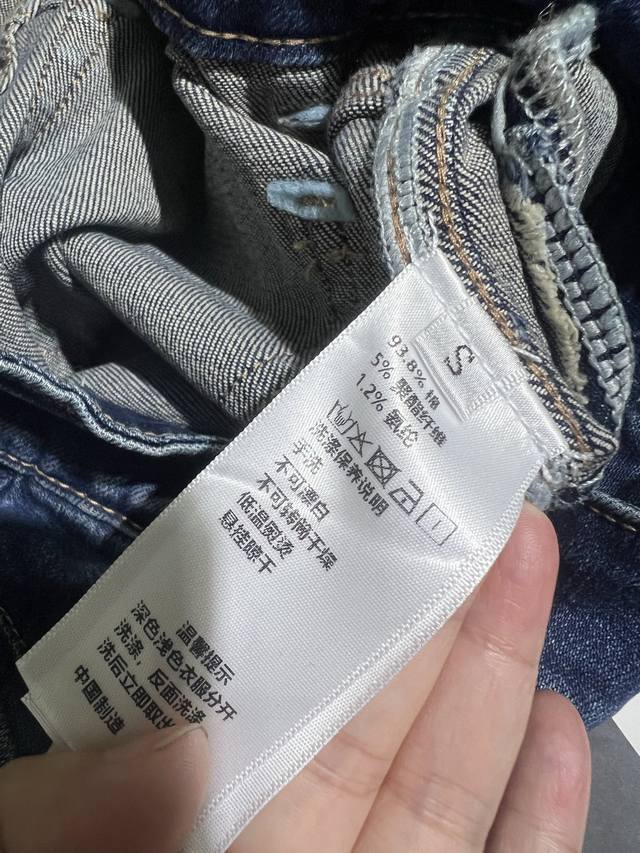 S
93.8% 棉
5% 聚酯纤维
1.2% 氨纶
洗涤保养说明
手洗
不可漂白
不可转筒干燥
低温熨烫
悬挂晾干
温馨提示
深色浅色衣服分开
洗涤，反面洗涤
洗后立即取出
中国制造